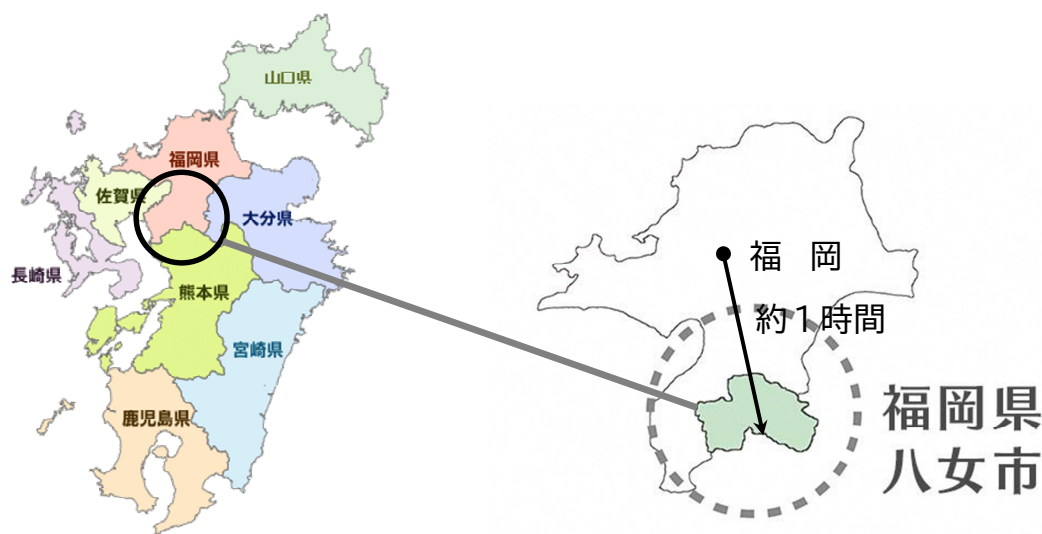 山口県
福岡県
佐賀県
大分県
長崎県
熊本県
宮崎県
鹿児島県
福　岡
約１時間
福岡県
八女市